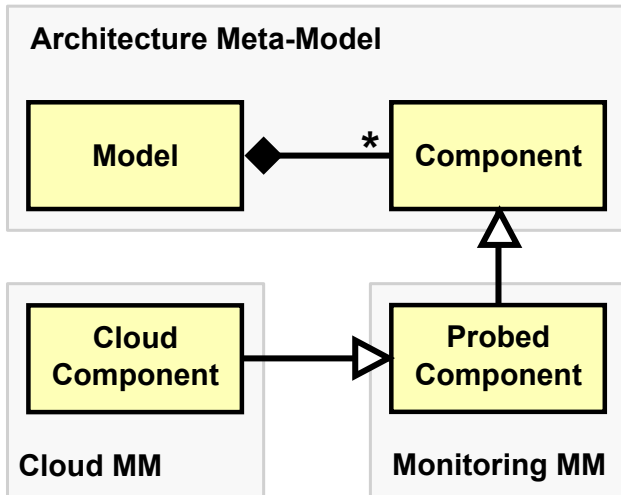 Architecture Meta-Model
Model
*
Component
Cloud
Component
Probed
Component
Cloud MM
Monitoring MM